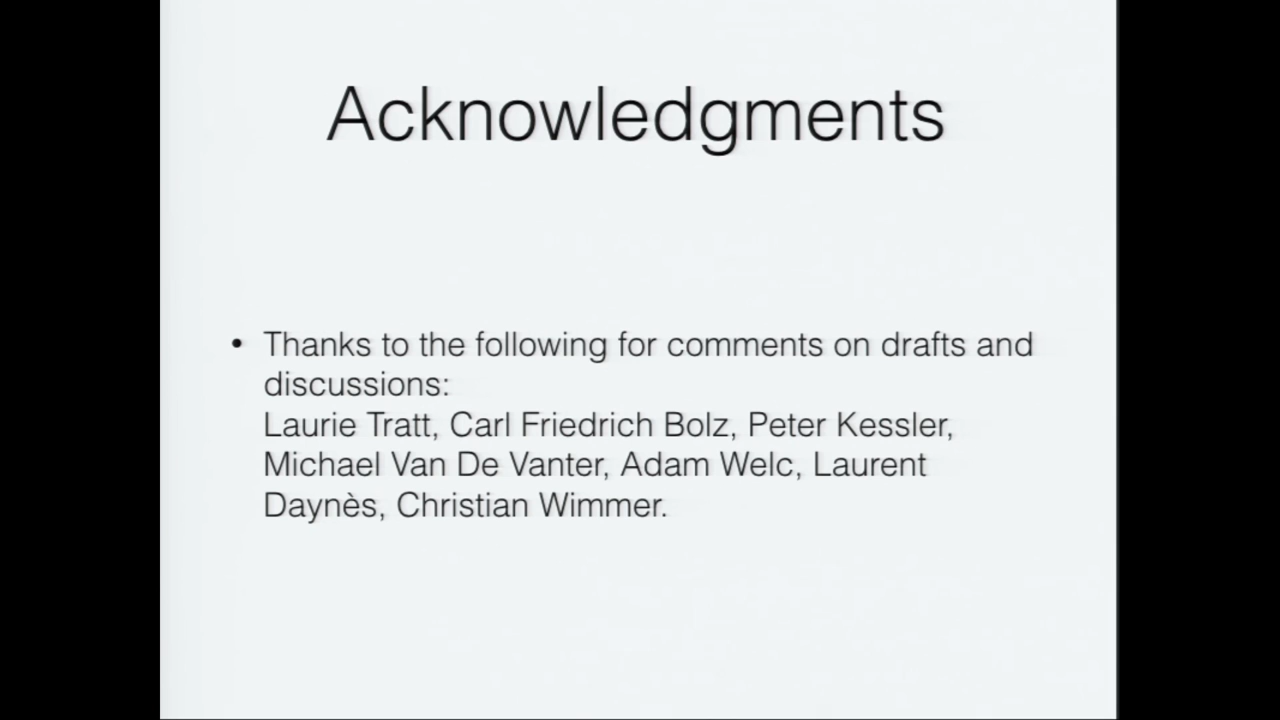 Acknowledgments
• Thanks to the following for comments on drafts and
discussions:
Laurie Tratt, Carl Friedrich Bolz, Peter Kessler,
Michael Van De Vanter, Adam Welc, Laurent
Daynès, Christian Wimmer.